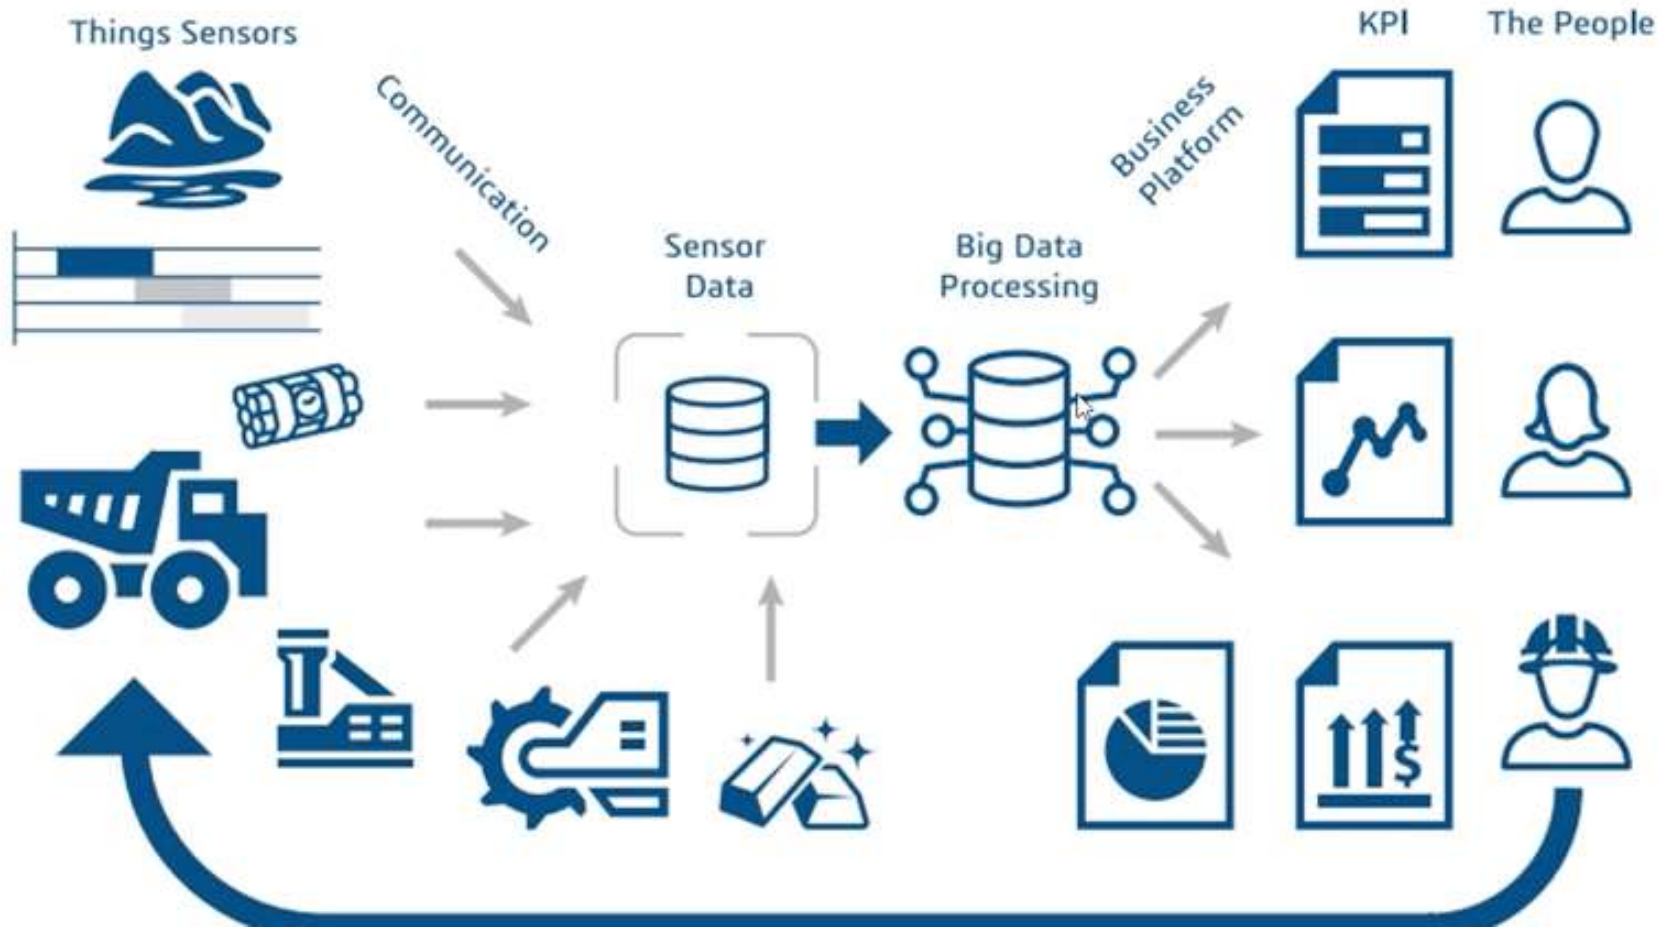 Things Sensors
Communication
Sensor
Data
Big Data
Processing
Business
Platform
KPI
The People
$